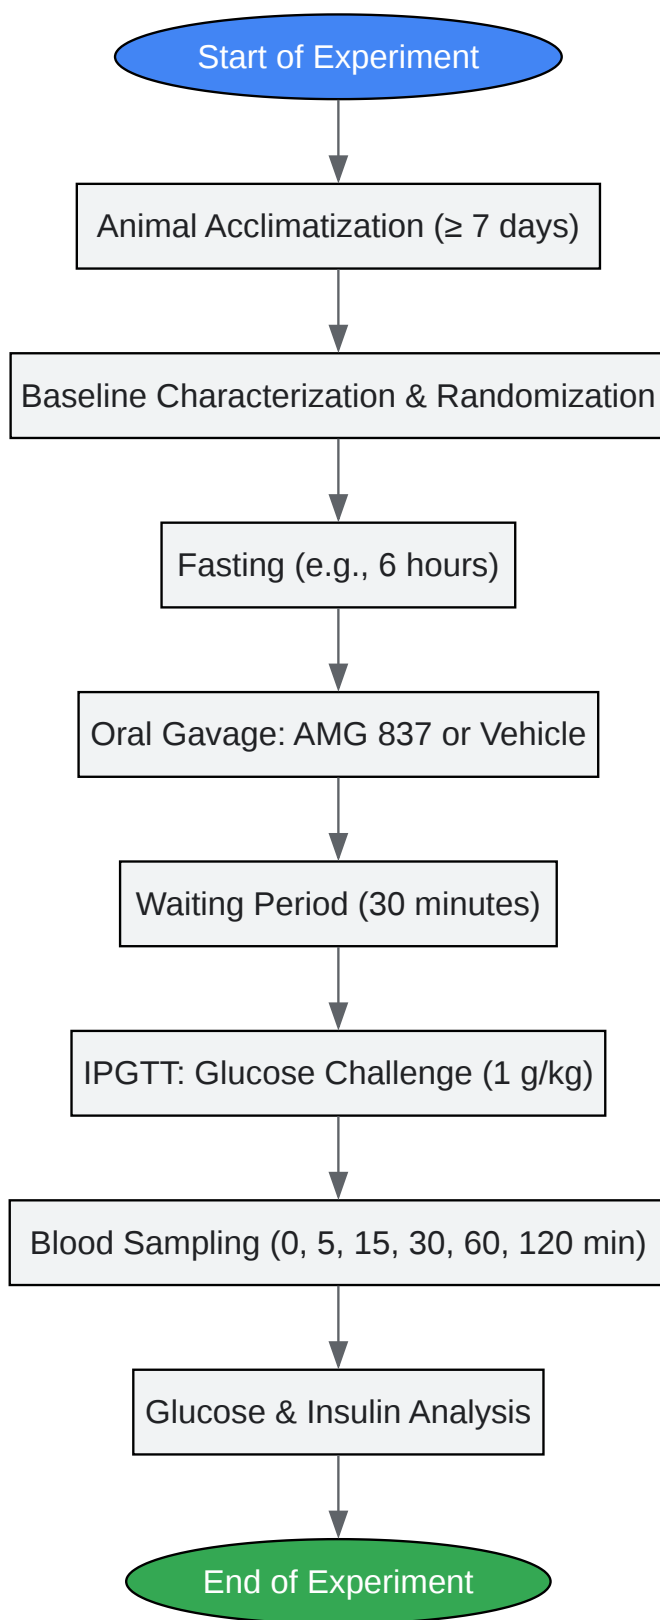 Start of Experiment
Animal Acclimatization (≥ 7 days)
Baseline Characterization & Randomization
Fasting (e.g., 6 hours)
Oral Gavage: AMG 837 or Vehicle
Waiting Period (30 minutes)
IPGTT: Glucose Challenge (1 g/kg)
Blood Sampling (0, 5, 15, 30, 60, 120 min)
Glucose & Insulin Analysis
End of Experiment